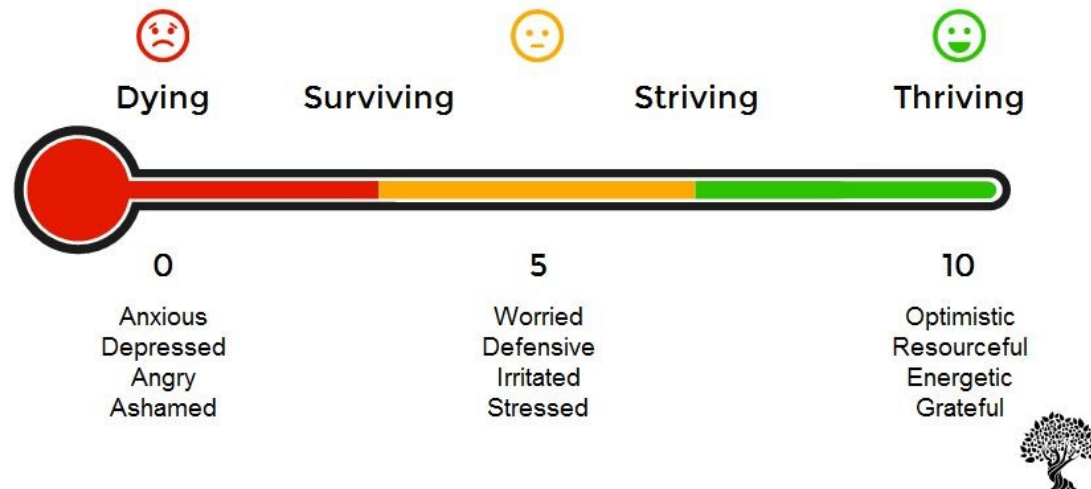 Dying Surviving Striving Thriving
0 5 10
Anxious Worried Optimistic
Depressed Defensive Resourceful
Angry Irritated Energetic
Ashamed Stressed Grateful